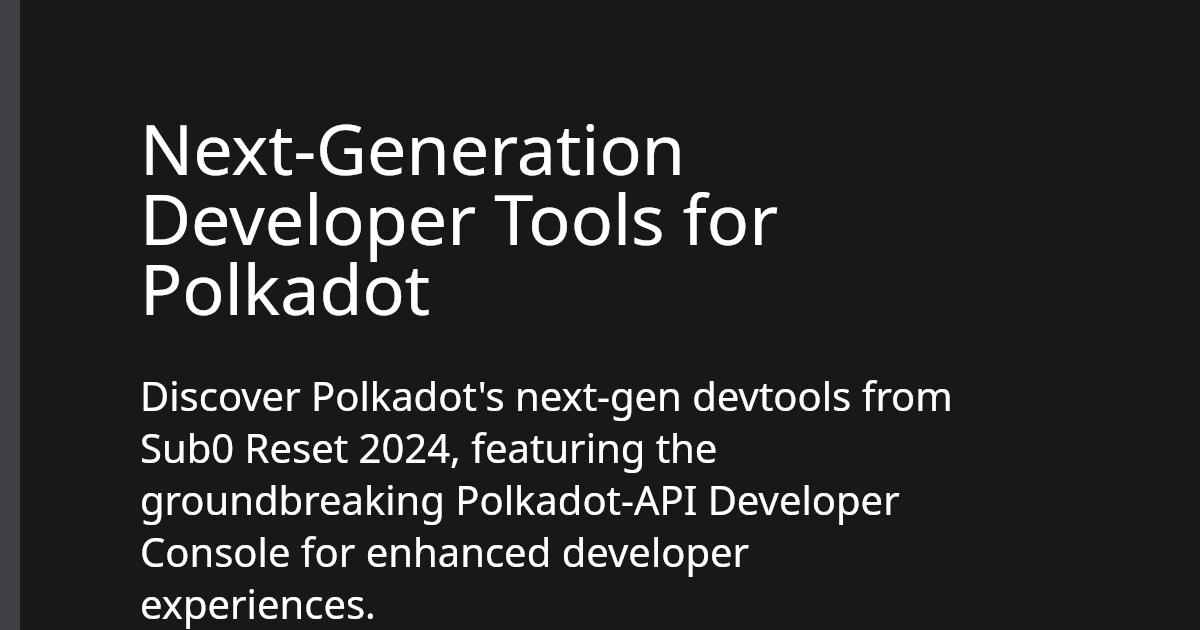 Next-Generation
Developer Tools for
Polkadot
Discover Polkadot's next-gen devtools from
Sub0 Reset 2024, featuring the
groundbreaking Polkadot-API Developer
Console for enhanced developer
experiences.